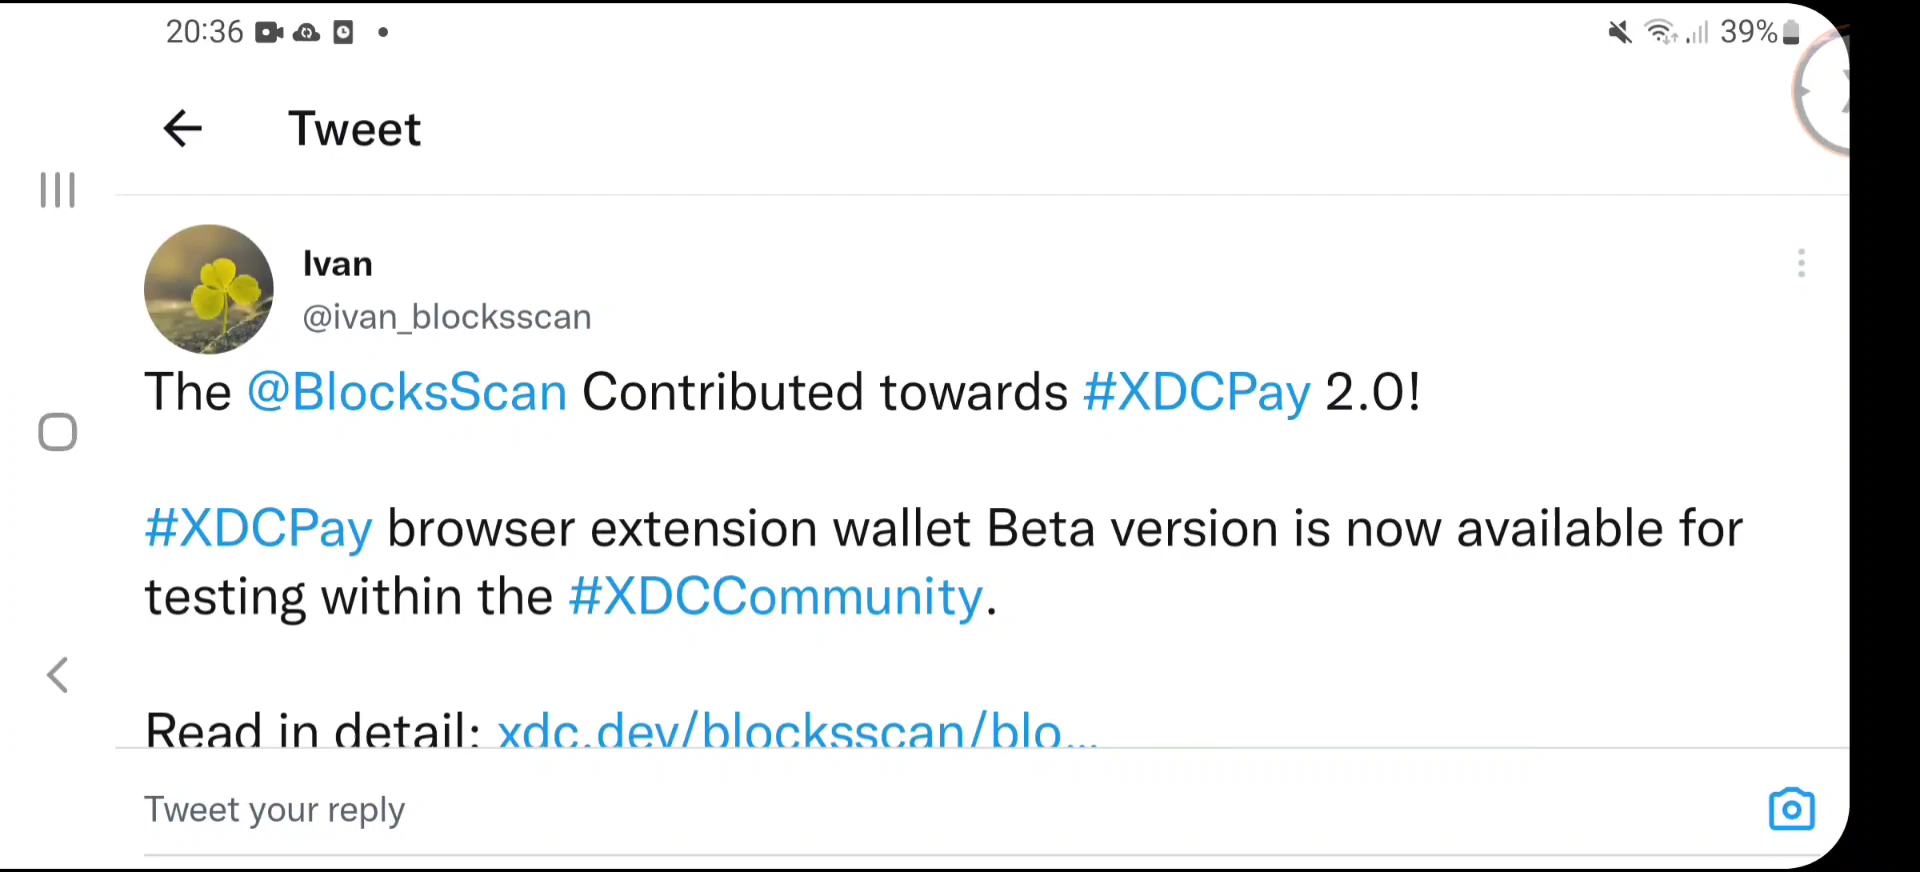 20:36
39%
Tweet
Ivan
@ivan_blocksscan
The @BlocksScan Contributed towards #XDCPay 2.0!
#XDCPay browser extension wallet Beta version is now available for
testing within the #XDCCommunity.
Read in detail: xdc.dev/blocksscan/blo...
Tweet your reply